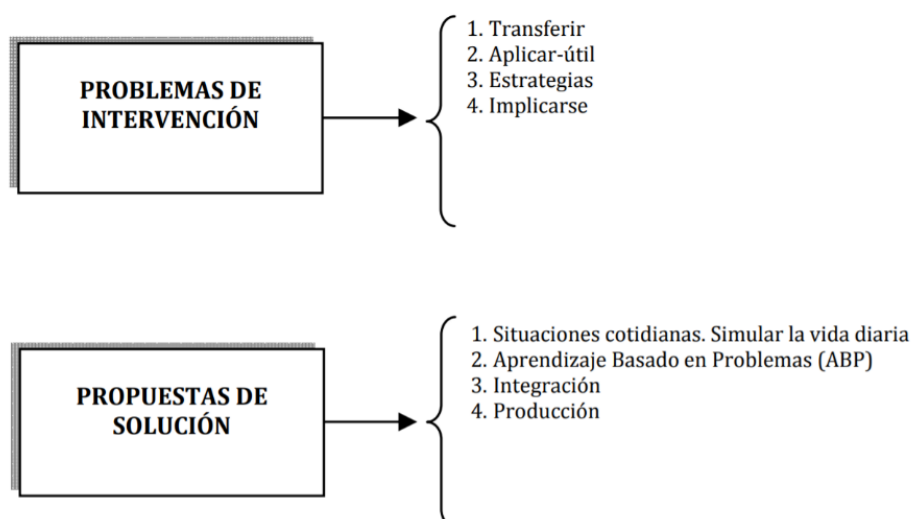 PROBLEMAS DE
INTERVENCIÓN
1. Transferir
2. Aplicar-útil
3. Estrategias
4. Implicarse
PROPUESTAS DE
SOLUCIÓN
1. Situaciones cotidianas. Simular la vida diaria
2. Aprendizaje Basado en Problemas (ABP)
3. Integración
4. Producción